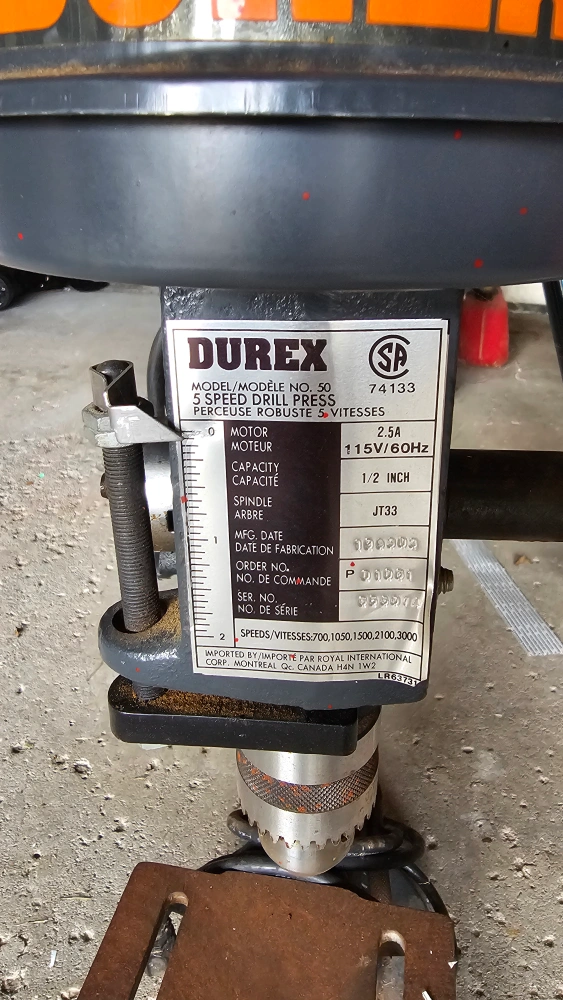 DUREX
SA
74133
MODEL/MODÈLE NO. 50
5 SPEED DRILL PRESS
PERCEUSE ROBUSTE 5 VITESSES
0
1
2
MOTOR
MOTEUR
2.5A
115V/60Hz
CAPACITY
CAPACITÉ
1/2 INCH
SPINDLE
ARBRE
JT33
MFG. DATE
DATE DE FABRICATION
ORDER NO.
NO. DE COMMANDE
P
SER. NO.
NO. DE SÉRIE
SPEEDS/VITESSES:700,1050,1500,2100,3000
IMPORTED BY/IMPORTÉ PAR ROYAL INTERNATIONAL
CORP. MONTREAL Qc. CANADA H4N 1W2
LR63731